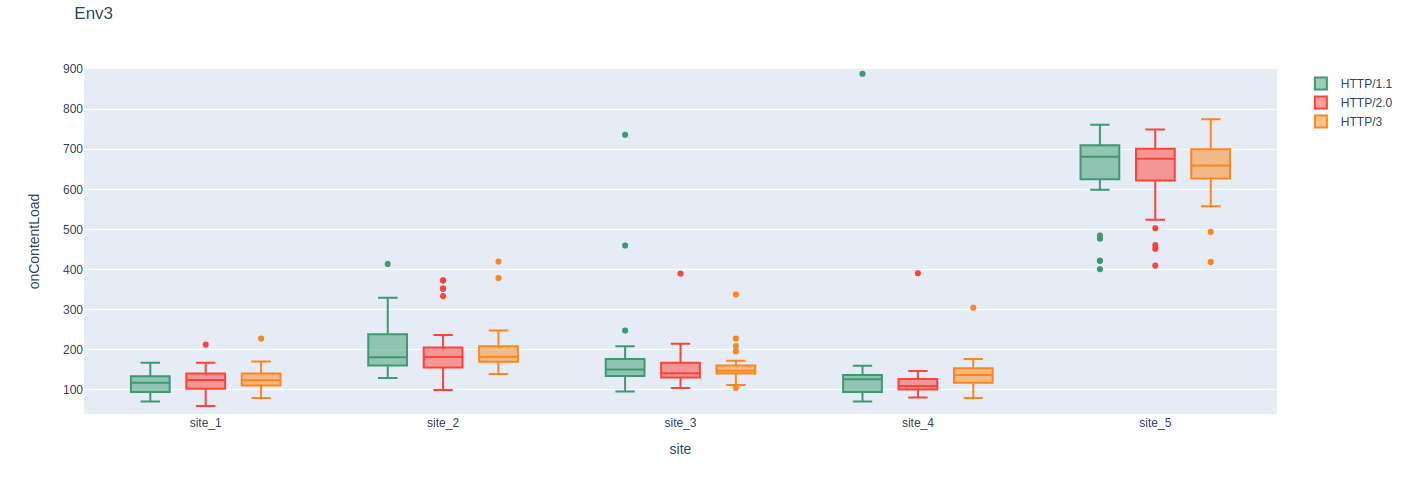 Env3
900
800
700
600
500
400
300
200
100
onContentLoad
site_1
site_2
site_3
site_4
site_5
site
HTTP/1.1
HTTP/2.0
HTTP/3